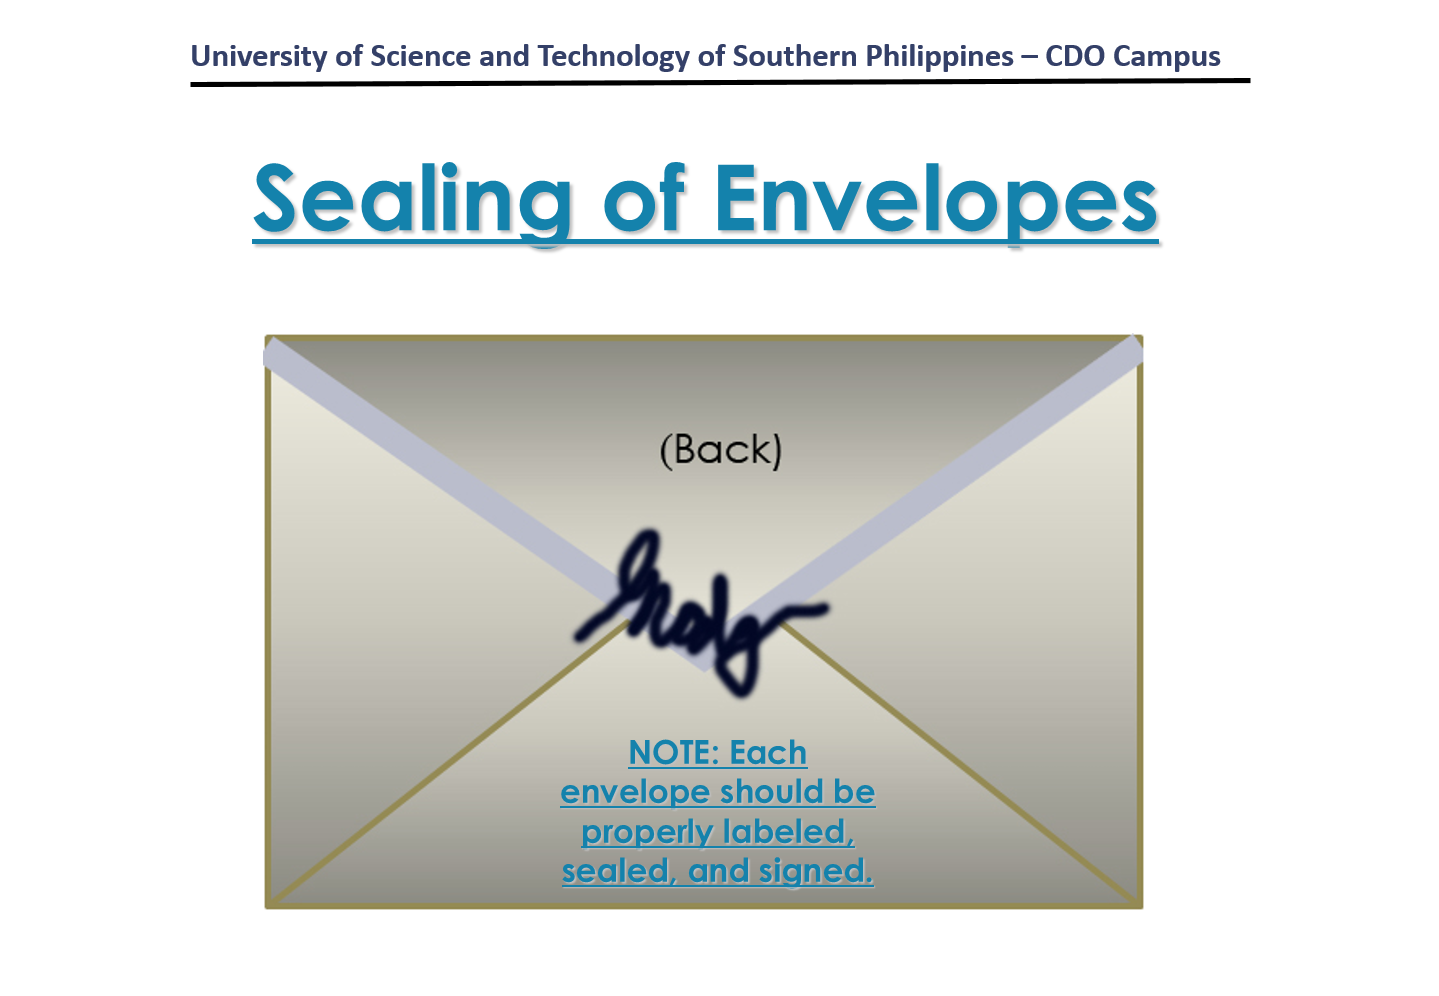 University of Science and Technology of Southern Philippines – CDO Campus
Sealing of Envelopes
(Back)
NOTE: Each
envelope should be
properly labeled,
sealed, and signed.